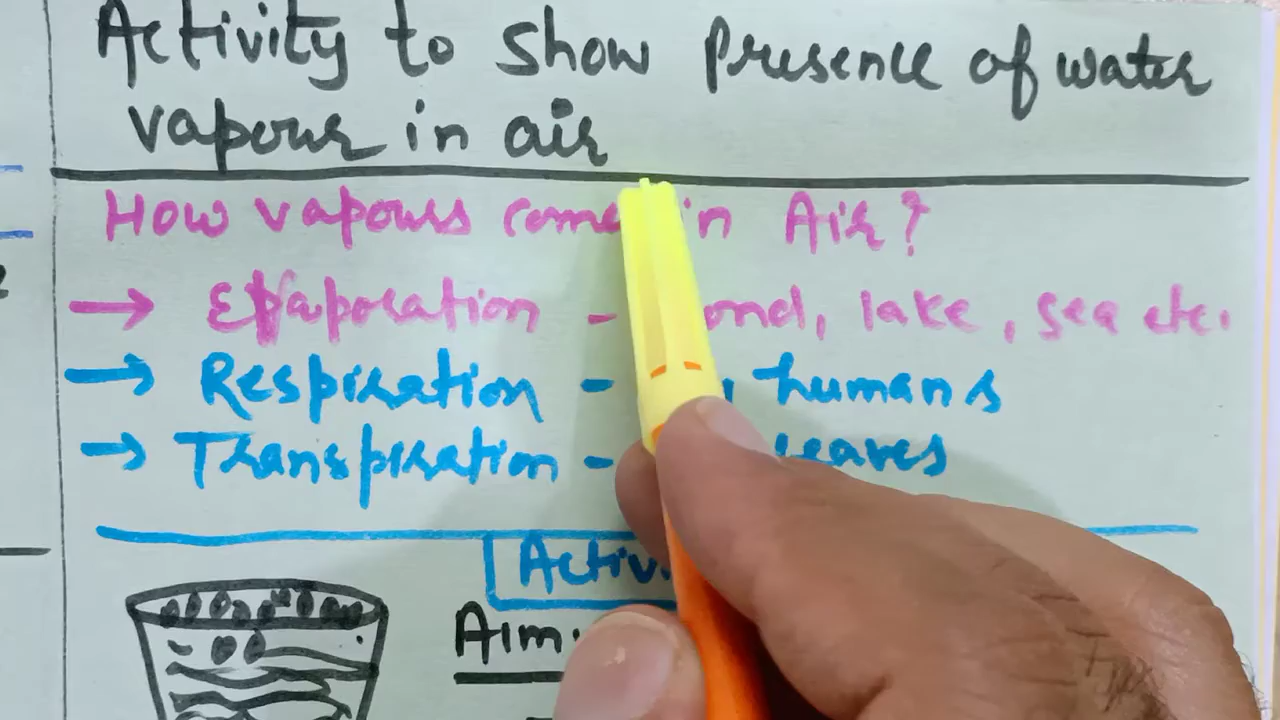 Activity to show Presence of water
vapour in air
How vapours come in Air?
→ Evaporation - ond, lake, sea etc.
→ Respiration - humans
→ Transpiration - leaves
Activ
Aim